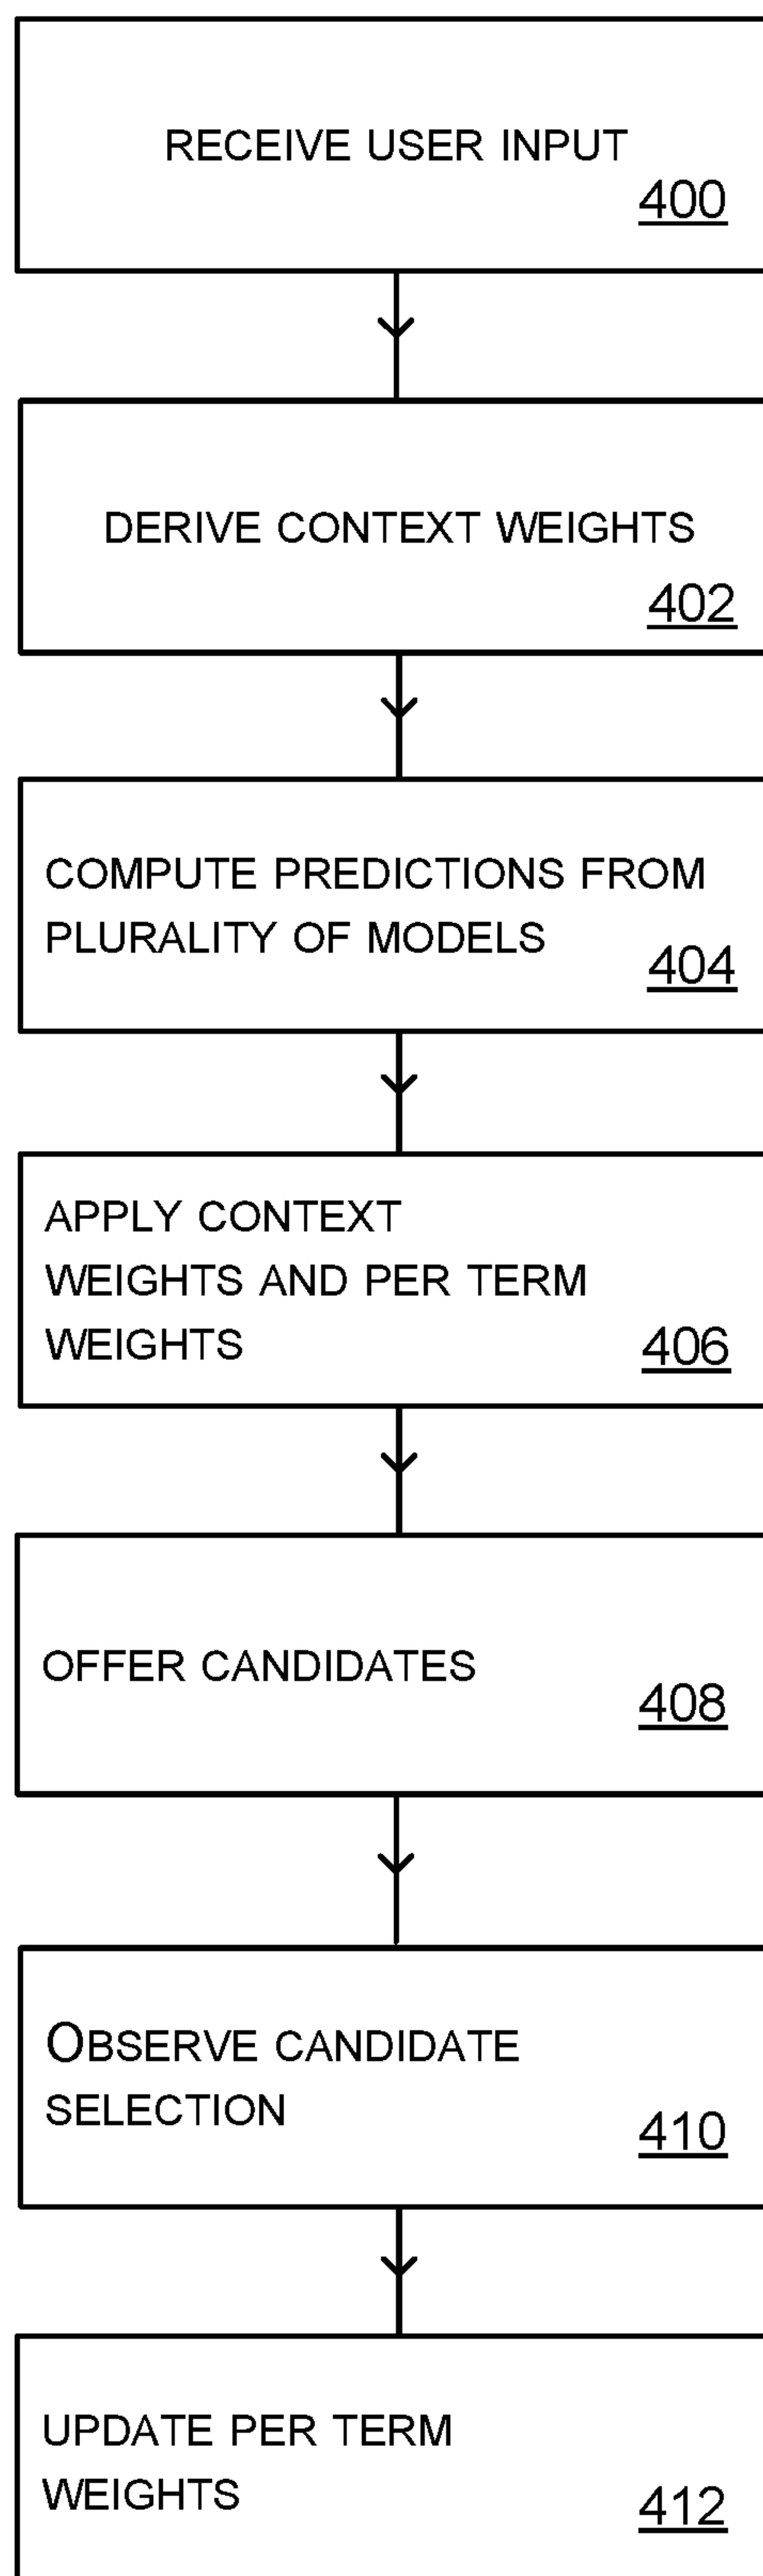 RECEIVE USER INPUT
400
DERIVE CONTEXT WEIGHTS
402
COMPUTE PREDICTIONS FROM
PLURALITY OF MODELS
404
APPLY CONTEXT
WEIGHTS AND PER TERM
WEIGHTS
406
OFFER CANDIDATES
408
OBSERVE CANDIDATE
SELECTION
410
UPDATE PER TERM
WEIGHTS
412